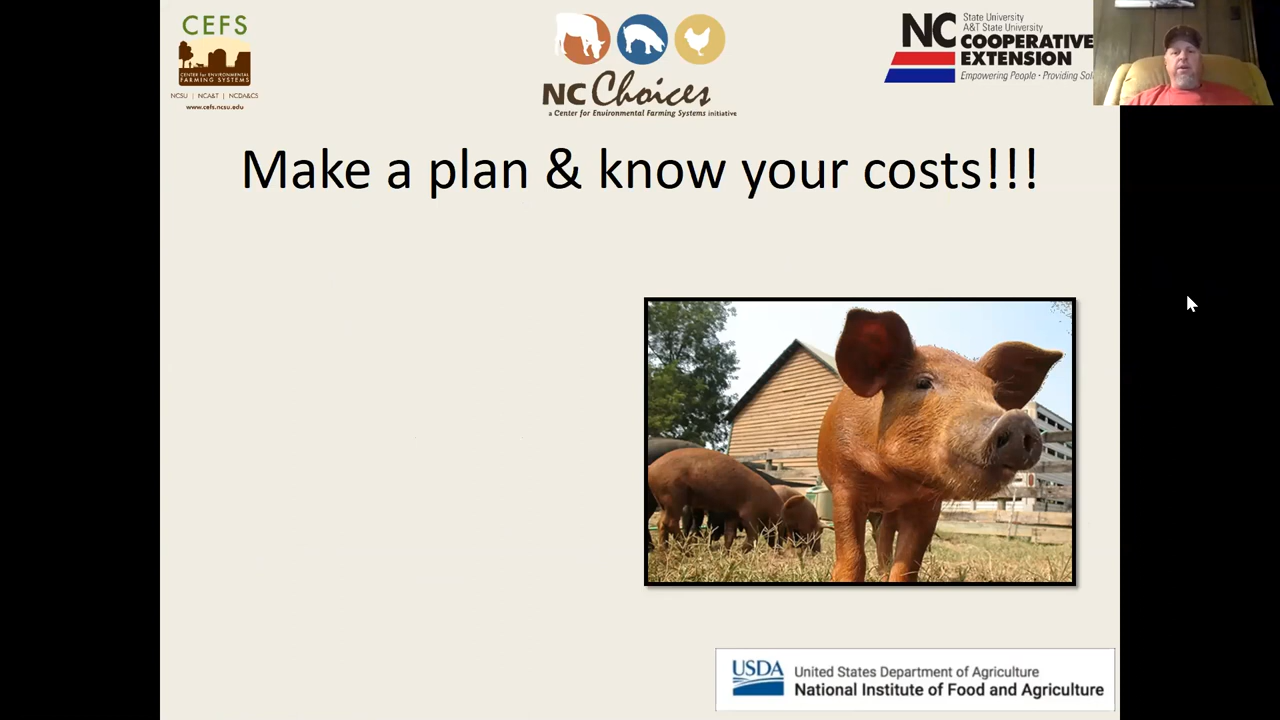 CEFS
CENTER for ENVIRONMENTAL
FARMING SYSTEMS
NCSU | NCA&T | NCDA&CS
www.cefs.ncsu.edu
NC Choices
a Center for Environmental Farming Systems initiative
NC
State University
A&T State University
COOPERATIVE
EXTENSION
Empowering People • Providing Sol
Make a plan & know your costs!!!
USDA
United States Department of Agriculture
National Institute of Food and Agriculture